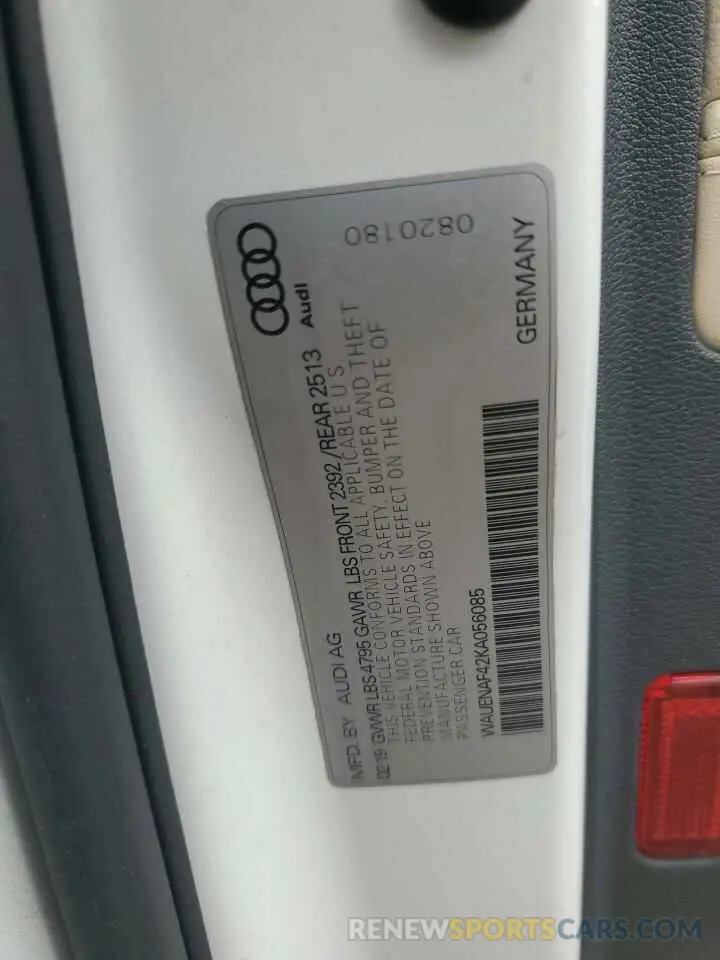 Audi
0820180
MFD. BY AUDI AG
02/19 GVWR LBS 4795 GAWR LBS FRONT 2392 / REAR 2513
THIS VEHICLE CONFORMS TO ALL APPLICABLE U S
FEDERAL MOTOR VEHICLE SAFETY, BUMPER AND THEFT
PREVENTION STANDARDS IN EFFECT ON THE DATE OF
MANUFACTURE SHOWN ABOVE
PASSENGER CAR
WAUENAF42KA056085
GERMANY
RENEWSPORTSCARS.COM